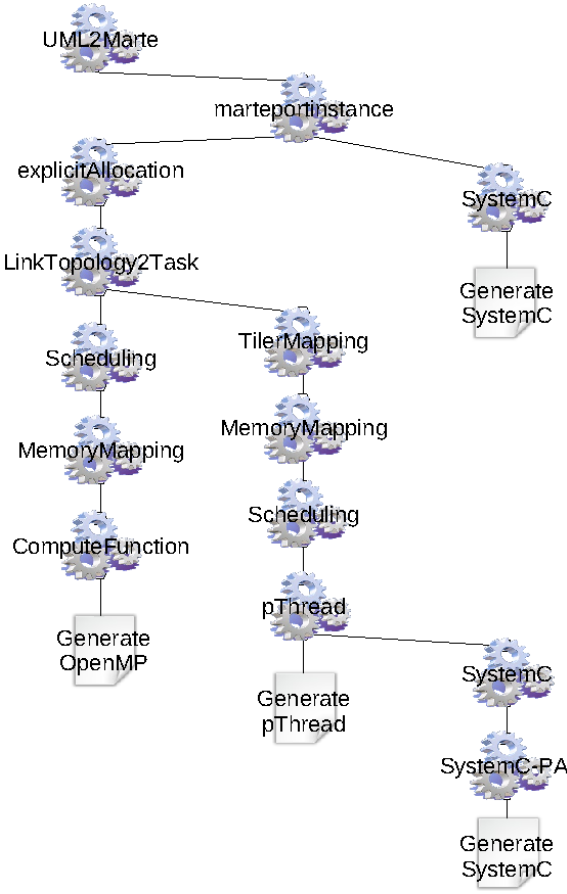 UML2Marte
marteportinstance
explicitAllocation
SystemC
LinkTopology2Task
Generate
SystemC
Scheduling
TilerMapping
MemoryMapping
MemoryMapping
Scheduling
ComputeFunction
pThread
Generate
OpenMP
Generate
pThread
SystemC
SystemC-PA
Generate
SystemC